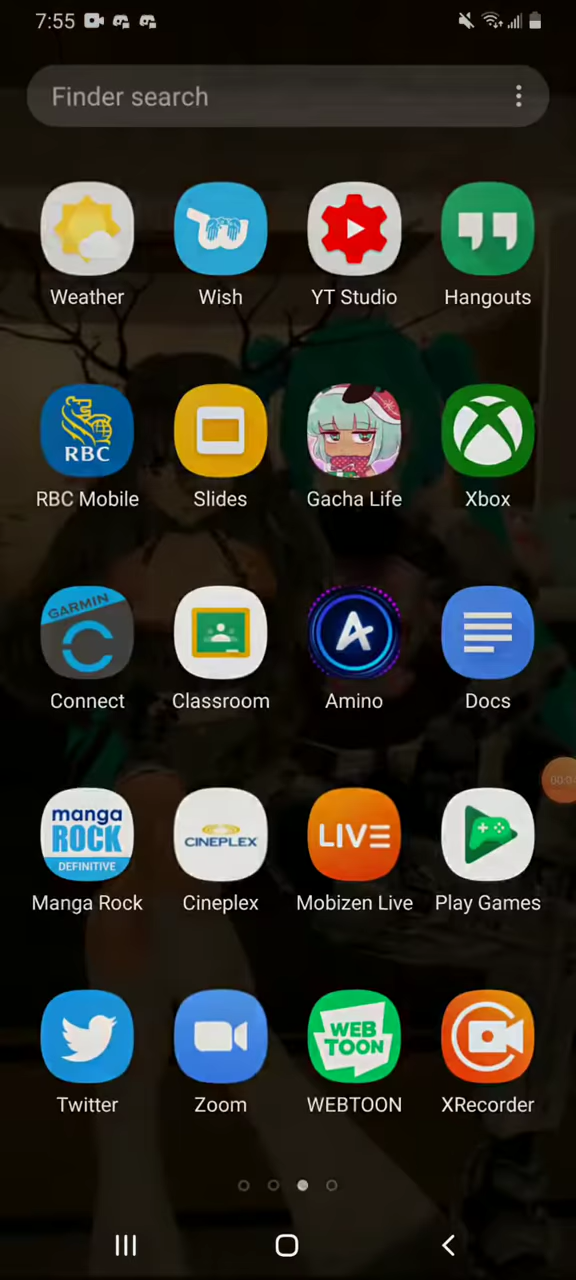 7:55
Finder search
Weather
Wish
YT Studio
Hangouts
RBC
RBC Mobile
Slides
Gacha Life
Xbox
GARMIN
Connect
Classroom
Amino
Docs
manga
ROCK
DEFINITIVE
Manga Rock
CINEPLEX
Cineplex
LIVE
Mobizen Live
Play Games
Twitter
Zoom
WEB
TOON
WEBTOON
XRecorder